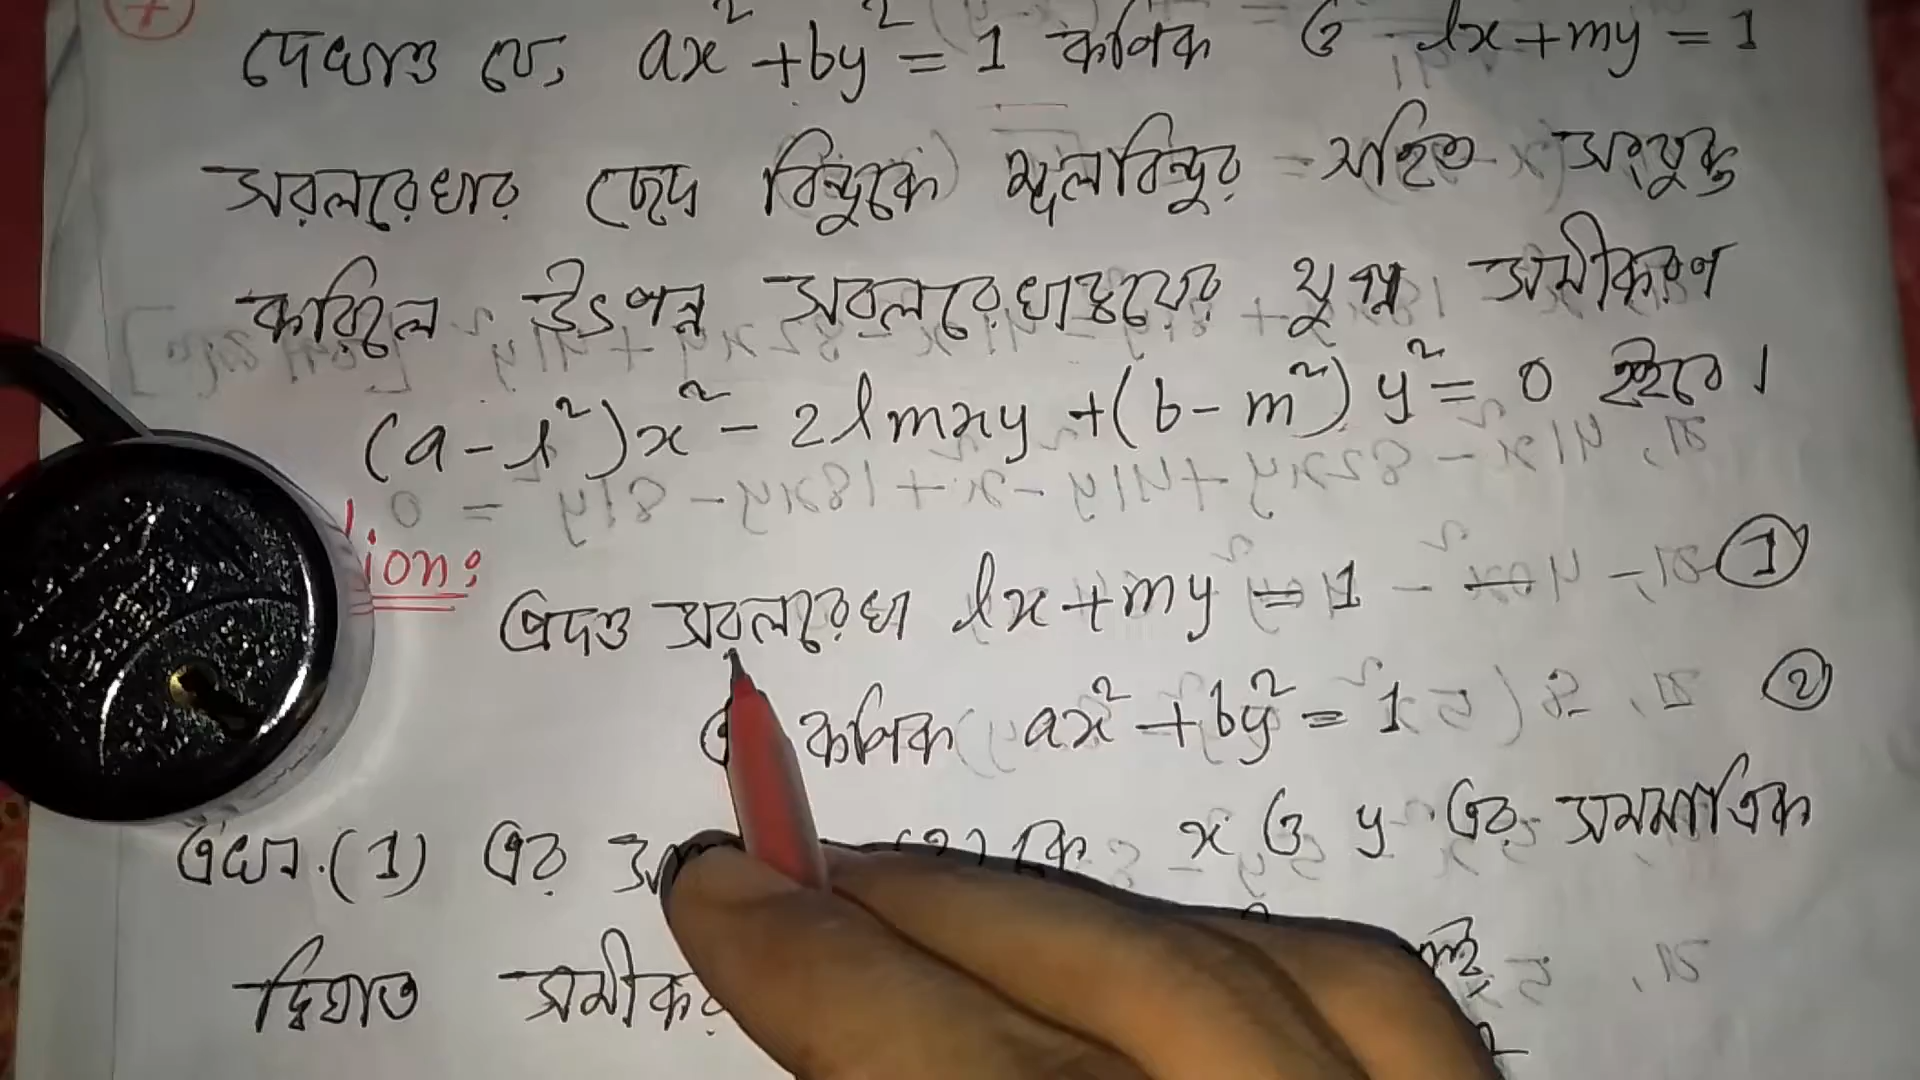 দেখাও যে, ax²+by²=1 কণিক ও lx+my=1
সরলরেখার ছেদ বিন্দুকে মূলবিন্দুর সহিত সংযুক্ত
করিলে উৎপন্ন সরলরেখাদ্বয়ের যুগ্ম সমীকরণ
(a-l²)x²-2lmxy+(b-m²)y²=0 হইবে।
ion:
প্রদত্ত সরলরেখা lx+my=1 — ①
কণিক ax²+by²=1 ②
এখন (1) এর (2) কে x ও y এর সমমাত্রিক
দ্বিঘাত